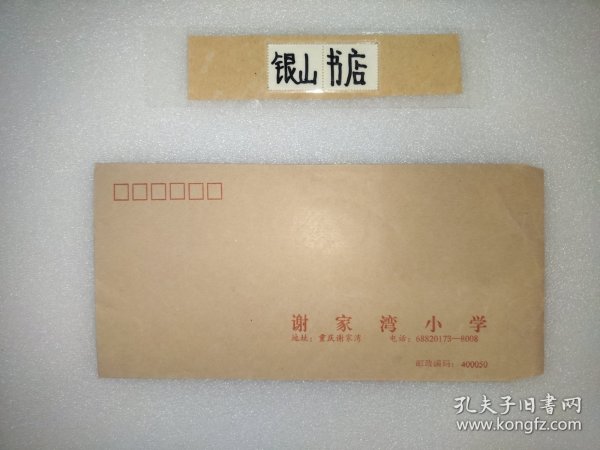 银山书店
谢家湾小学
地址：重庆谢家湾 电话：68820173—8008
邮政编码：400050
孔夫子旧书网
www.kongfz.com